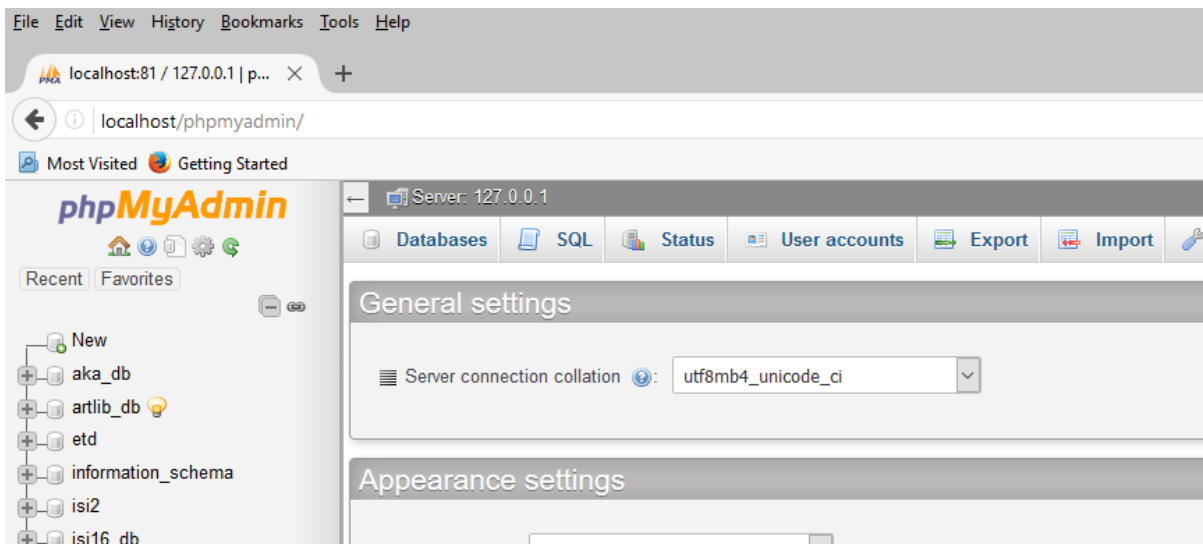 File Edit View History Bookmarks Tools Help
PMA localhost:81 / 127.0.0.1 | p...
localhost/phpmyadmin/
Most Visited Getting Started
phpMyAdmin
Recent Favorites
New
aka_db
artlib_db
etd
information_schema
isi2
isi16_db
← Server: 127.0.0.1
Databases SQL Status User accounts Export Import
General settings
Server connection collation : utf8mb4_unicode_ci
Appearance settings